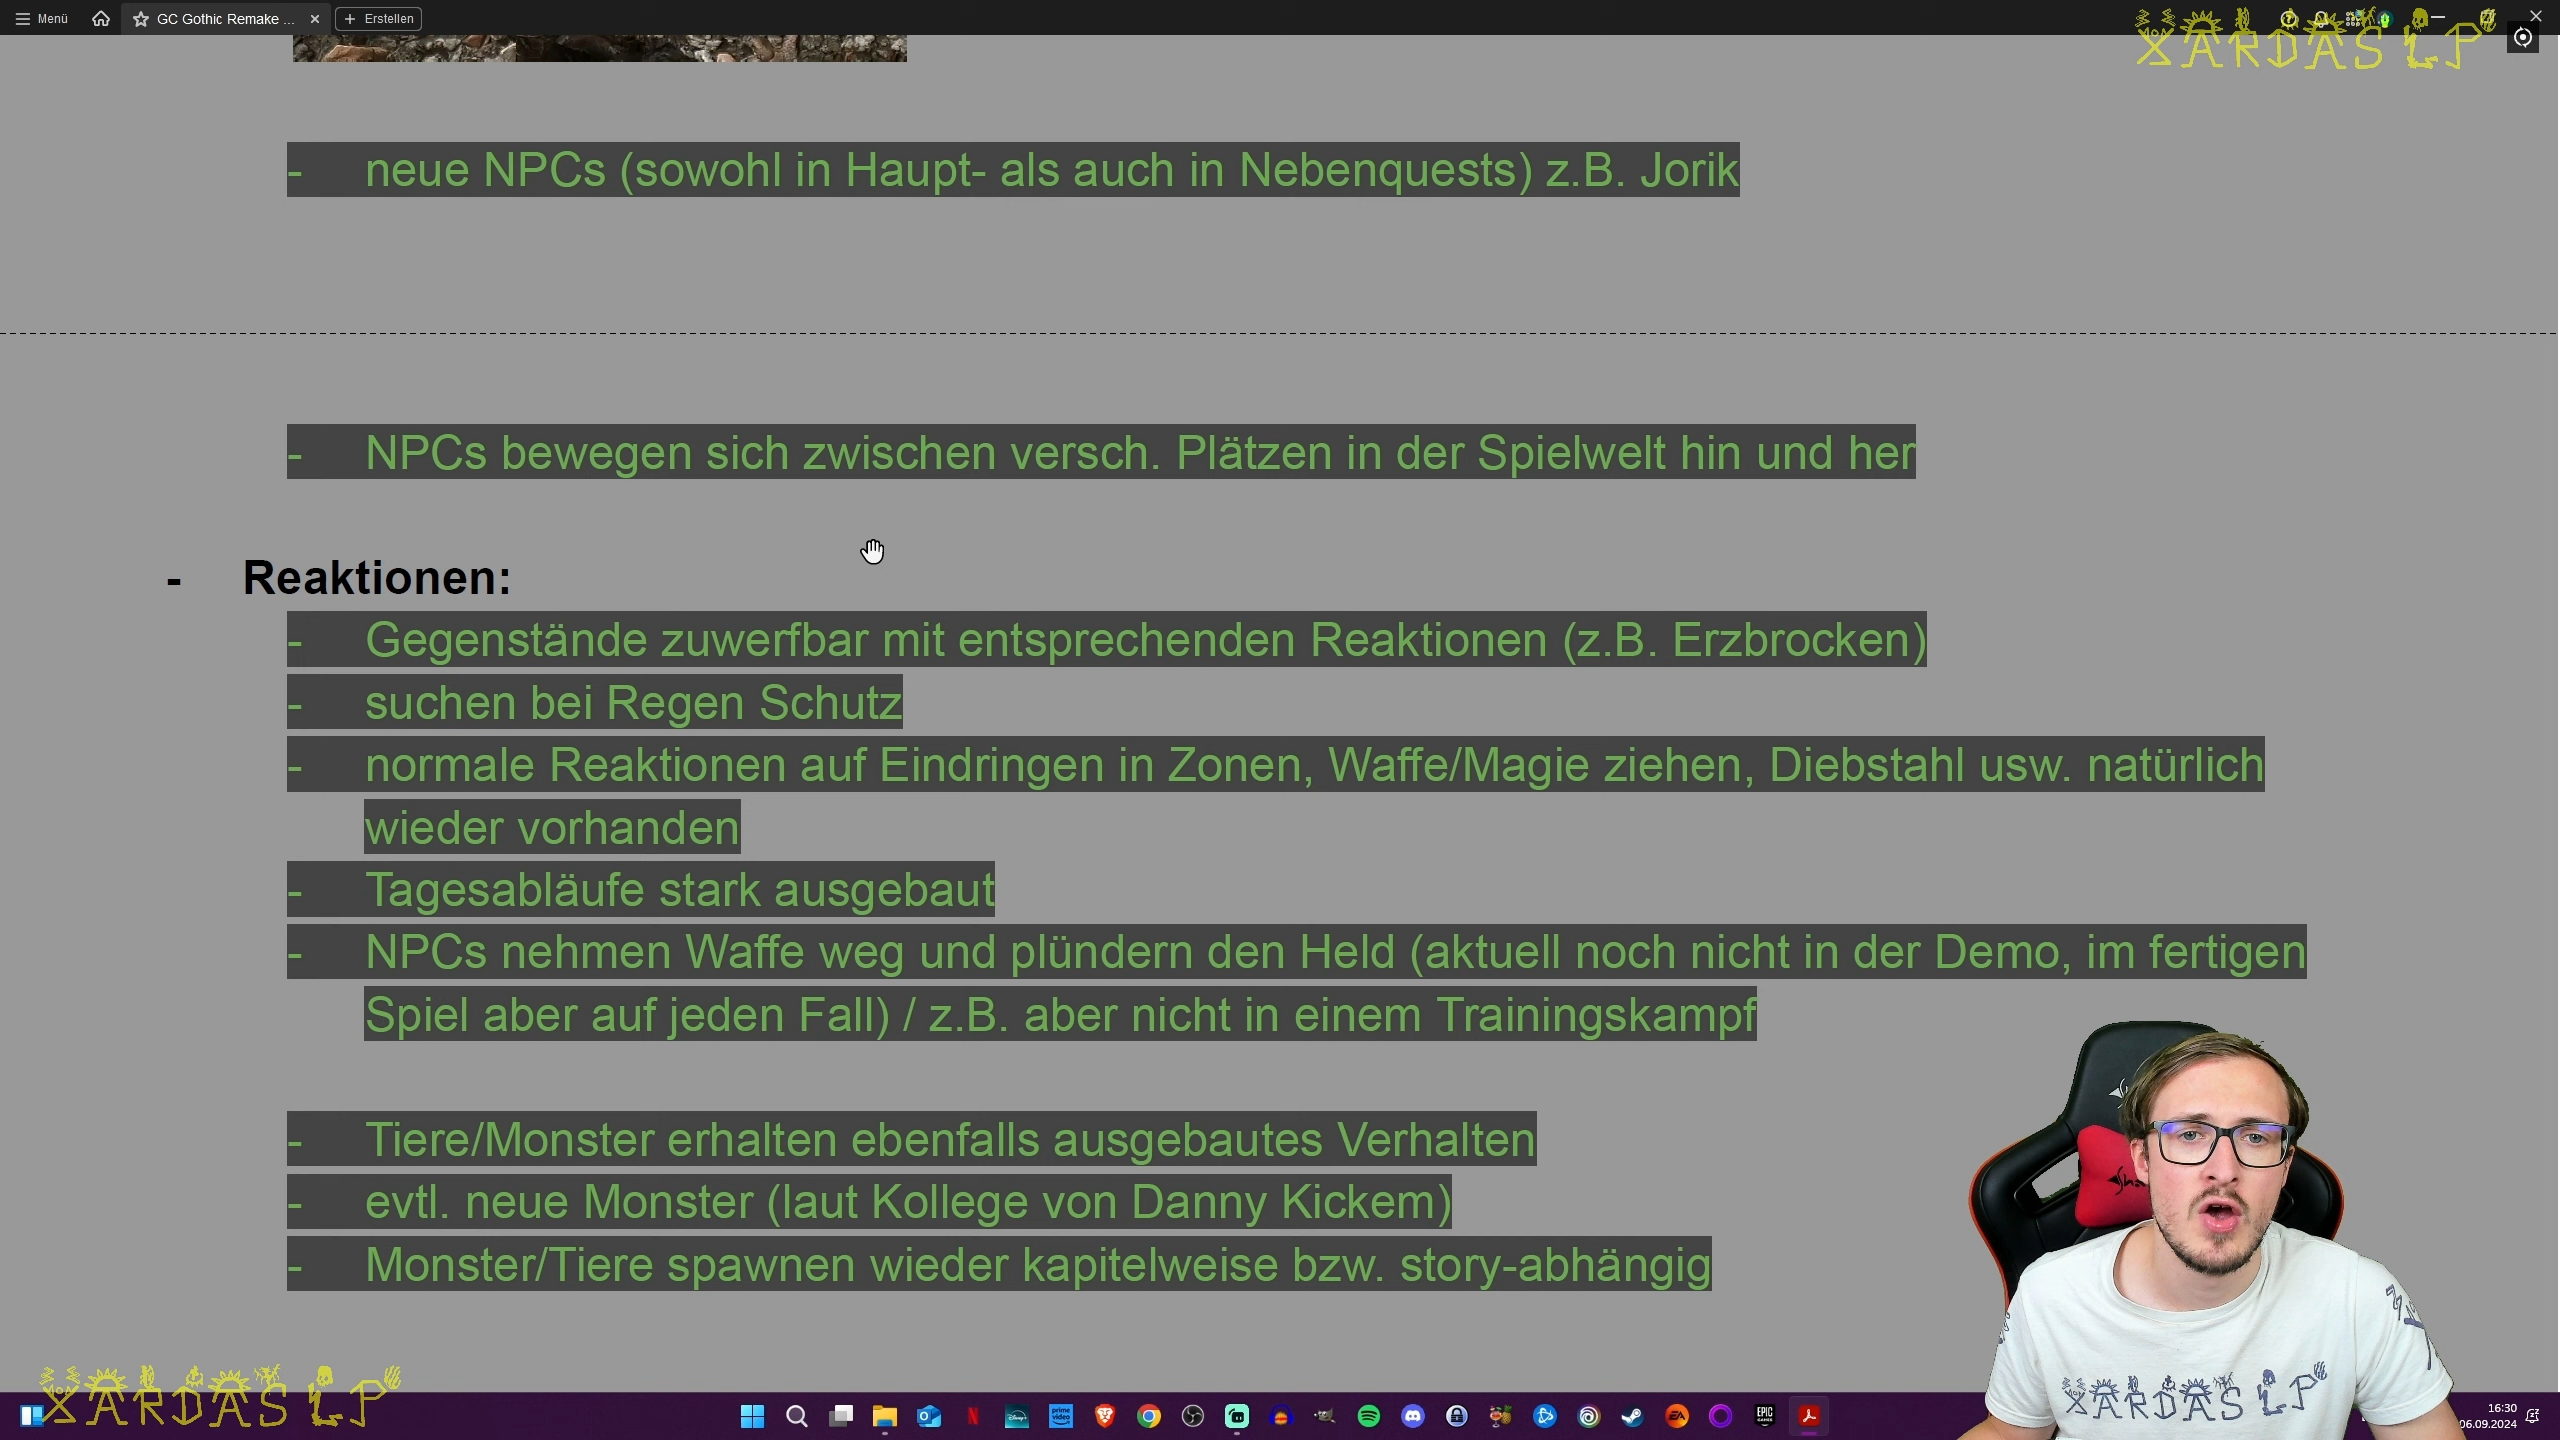 Menü
GC Gothic Remake ...
Erstellen
XARDAS LP
- neue NPCs (sowohl in Haupt- als auch in Nebenquests) z.B. Jorik
- NPCs bewegen sich zwischen versch. Plätzen in der Spielwelt hin und her
- Reaktionen:
- Gegenstände zuwerfbar mit entsprechenden Reaktionen (z.B. Erzbrocken)
- suchen bei Regen Schutz
- normale Reaktionen auf Eindringen in Zonen, Waffe/Magie ziehen, Diebstahl usw. natürlich
wieder vorhanden
- Tagesabläufe stark ausgebaut
- NPCs nehmen Waffe weg und plündern den Held (aktuell noch nicht in der Demo, im fertigen
Spiel aber auf jeden Fall) / z.B. aber nicht in einem Trainingskampf
- Tiere/Monster erhalten ebenfalls ausgebautes Verhalten
- evtl. neue Monster (laut Kollege von Danny Kickem)
- Monster/Tiere spawnen wieder kapitelweise bzw. story-abhängig
XARDAS LP
XARDAS LP
prime video
EPIC GAMES
16:30
06.09.2024